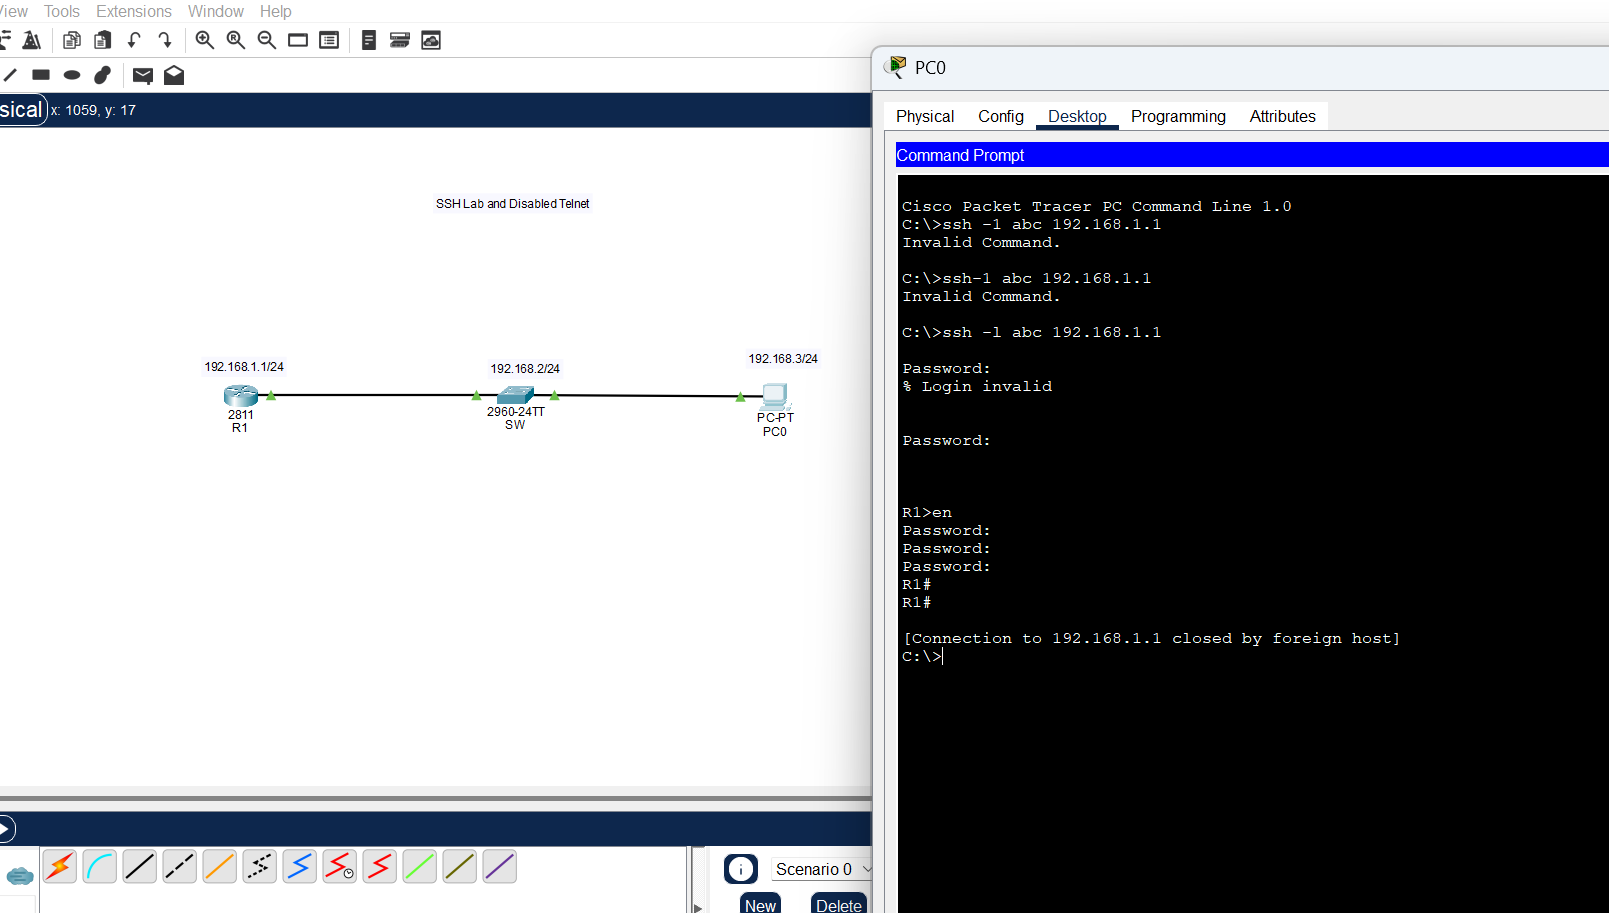 View Tools Extensions Window Help
sical x: 1059, y: 17
SSH Lab and Disabled Telnet
192.168.1.1/24
192.168.2/24
192.168.3/24
2811
R1
2960-24TT
SW
PC-PT
PC0
Scenario 0
New Delete
PC0
Physical Config Desktop Programming Attributes
Command Prompt
Cisco Packet Tracer PC Command Line 1.0
C:\>ssh -1 abc 192.168.1.1
Invalid Command.
C:\>ssh-1 abc 192.168.1.1
Invalid Command.
C:\>ssh -l abc 192.168.1.1
Password:
% Login invalid
Password:
R1>en
Password:
Password:
Password:
R1#
R1#
[Connection to 192.168.1.1 closed by foreign host]
C:\>